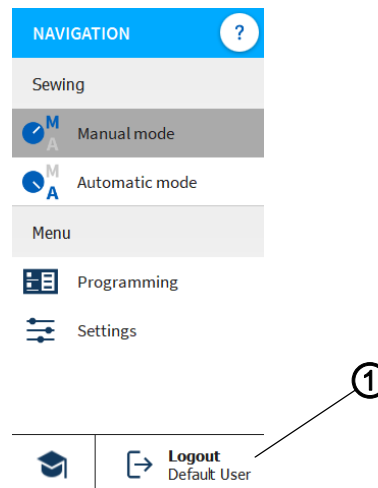 NAVIGATION ?
Sewing
M
A
Manual mode
M
A
Automatic mode
Menu
Programming
Settings
1
Logout
Default User